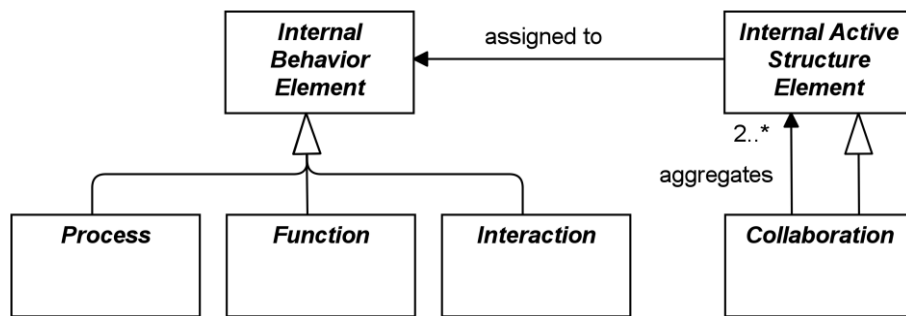 Internal
Behavior
Element
assigned to
Internal Active
Structure
Element
2..*
aggregates
Process
Function
Interaction
Collaboration